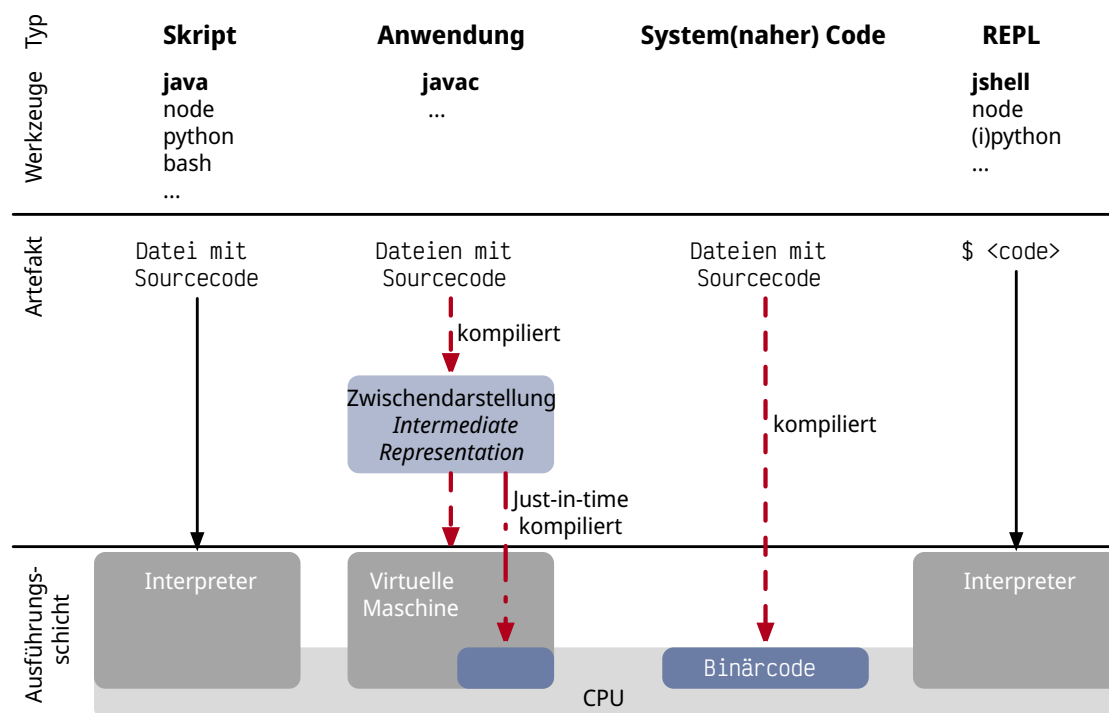 Typ
Skript
Anwendung
System(naher) Code
REPL
Werkzeuge
java
node
python
bash
...
javac
...
jshell
node
(i)python
...
Artefakt
Datei mit
Sourcecode
Dateien mit
Sourcecode
Dateien mit
Sourcecode
$ <code>
kompiliert
Zwischendarstellung
Intermediate
Representation
kompiliert
Just-in-time
kompiliert
Ausführungs-
schicht
Interpreter
Virtuelle
Maschine
Binärcode
Interpreter
CPU